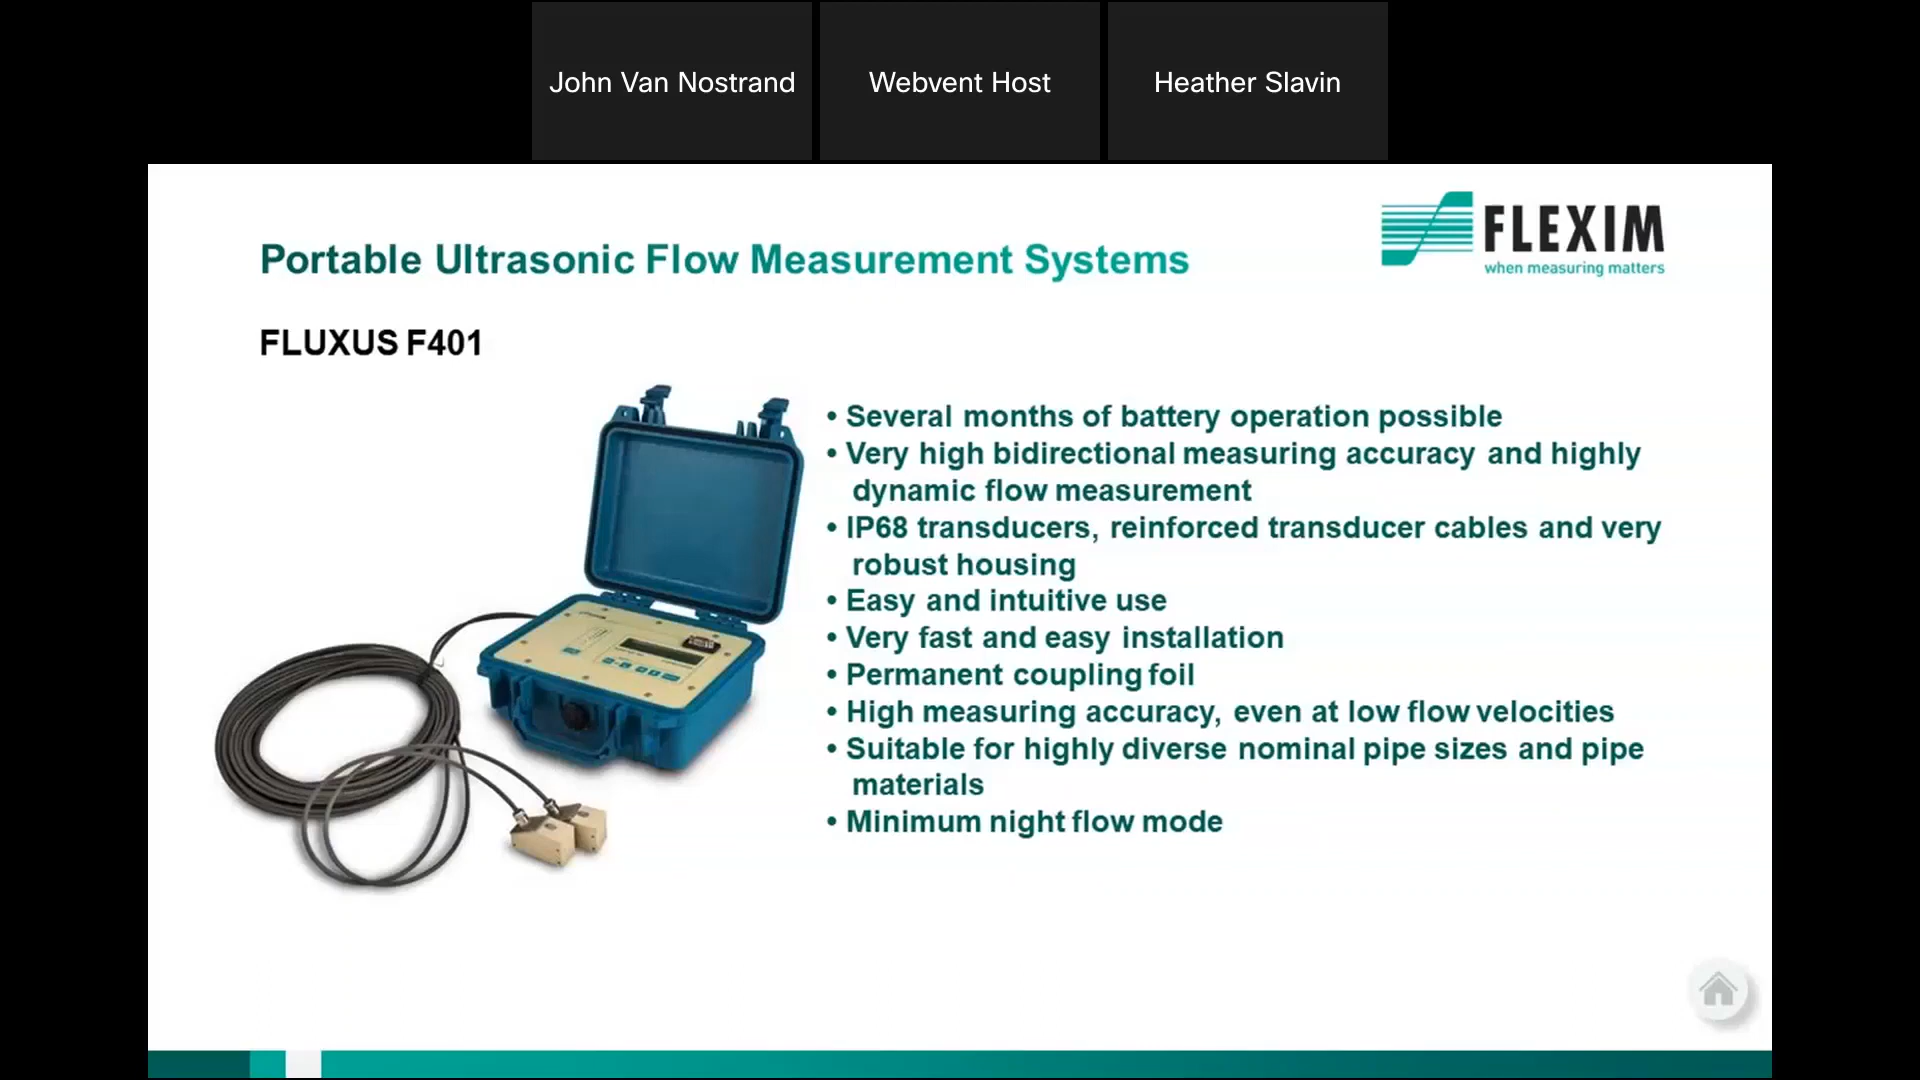 John Van Nostrand
Webvent Host
Heather Slavin
FLEXIM
when measuring matters
Portable Ultrasonic Flow Measurement Systems
FLUXUS F401
• Several months of battery operation possible
• Very high bidirectional measuring accuracy and highly
dynamic flow measurement
• IP68 transducers, reinforced transducer cables and very
robust housing
• Easy and intuitive use
• Very fast and easy installation
• Permanent coupling foil
• High measuring accuracy, even at low flow velocities
• Suitable for highly diverse nominal pipe sizes and pipe
materials
• Minimum night flow mode